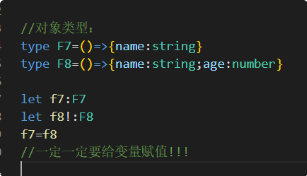 //对象类型：
type F7=()=>{name:string}
type F8=()=>{name:string;age:number}
let f7:F7
let f8!:F8
f7=f8
//一定一定要给变量赋值!!!